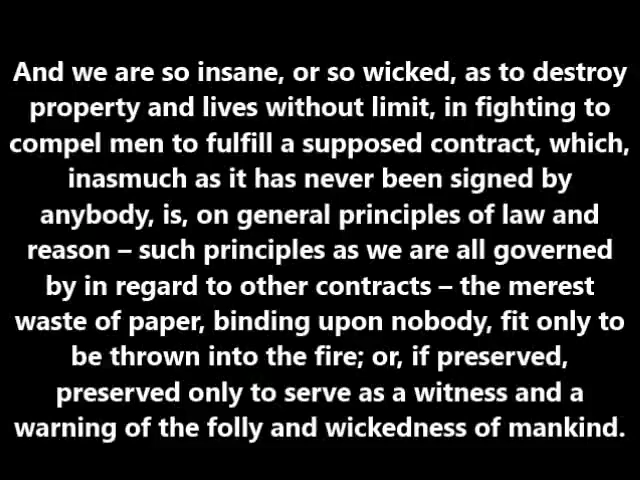 And we are so insane, or so wicked, as to destroy
property and lives without limit, in fighting to
compel men to fulfill a supposed contract, which,
inasmuch as it has never been signed by
anybody, is, on general principles of law and
reason – such principles as we are all governed
by in regard to other contracts – the merest
waste of paper, binding upon nobody, fit only to
be thrown into the fire; or, if preserved,
preserved only to serve as a witness and a
warning of the folly and wickedness of mankind.